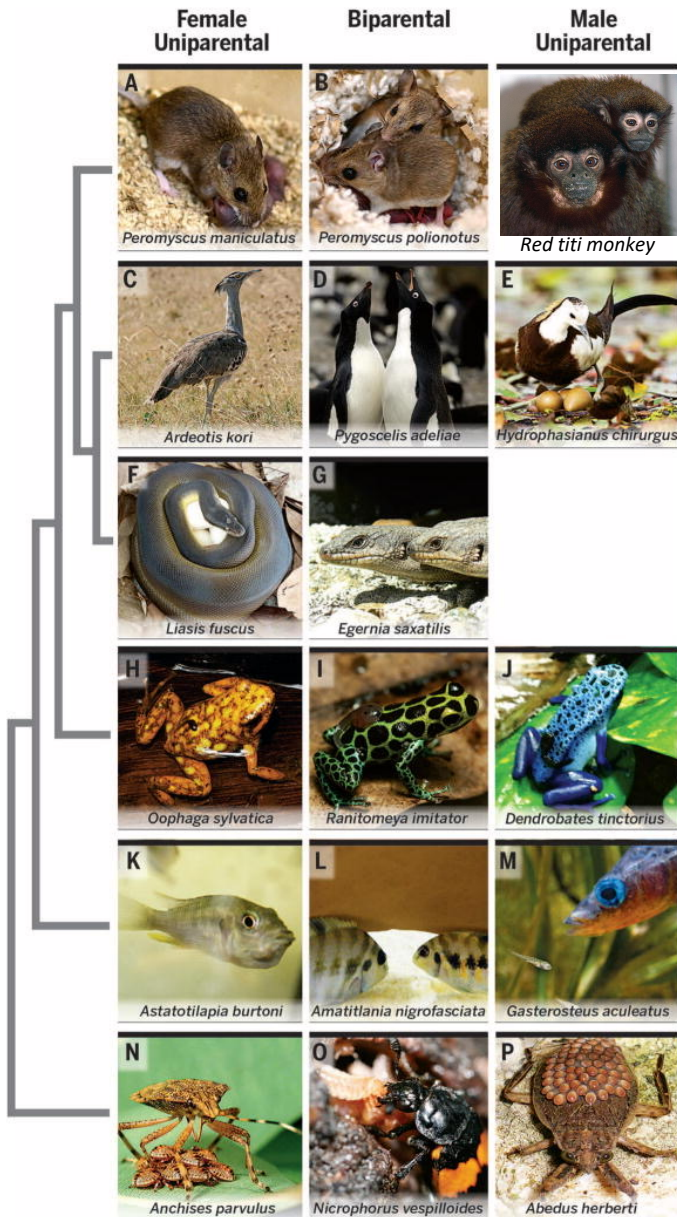 Female
Uniparental
Biparental
Male
Uniparental
A
Peromyscus maniculatus
B
Peromyscus polionotus
Red titi monkey
C
Ardeotis kori
D
Pygoscelis adeliae
E
Hydrophasianus chirurgus
F
Liasis fuscus
G
Egernia saxatilis
H
Oophaga sylvatica
I
Ranitomeya imitator
J
Dendrobates tinctorius
K
Astatotilapia burtoni
L
Amatitlania nigrofasciata
M
Gasterosteus aculeatus
N
Anchises parvulus
O
Nicrophorus vespilloides
P
Abedus herberti